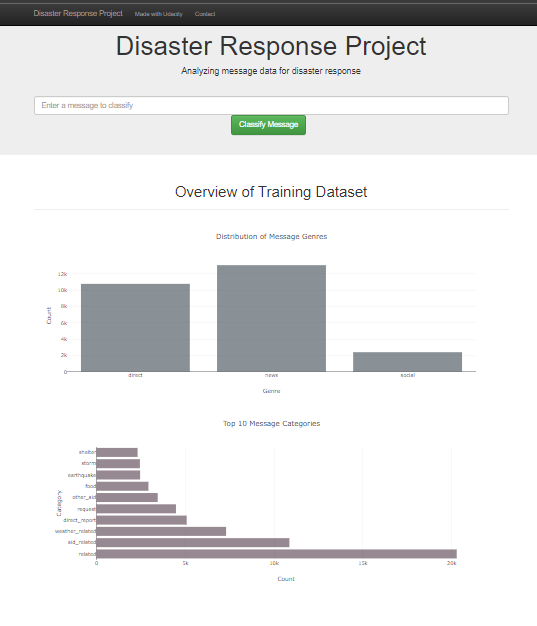 Disaster Response Project Made with Udacity Contact
Disaster Response Project
Analyzing message data for disaster response
Enter a message to classify
Classify Message
Overview of Training Dataset
Distribution of Message Genres
12k
10k
8k
6k
4k
2k
0
Count
direct news social
Genre
Top 10 Message Categories
shelter
storm
earthquake
food
other_aid
request
direct_report
weather_related
aid_related
related
Category
0 5k 10k 15k 20k
Count